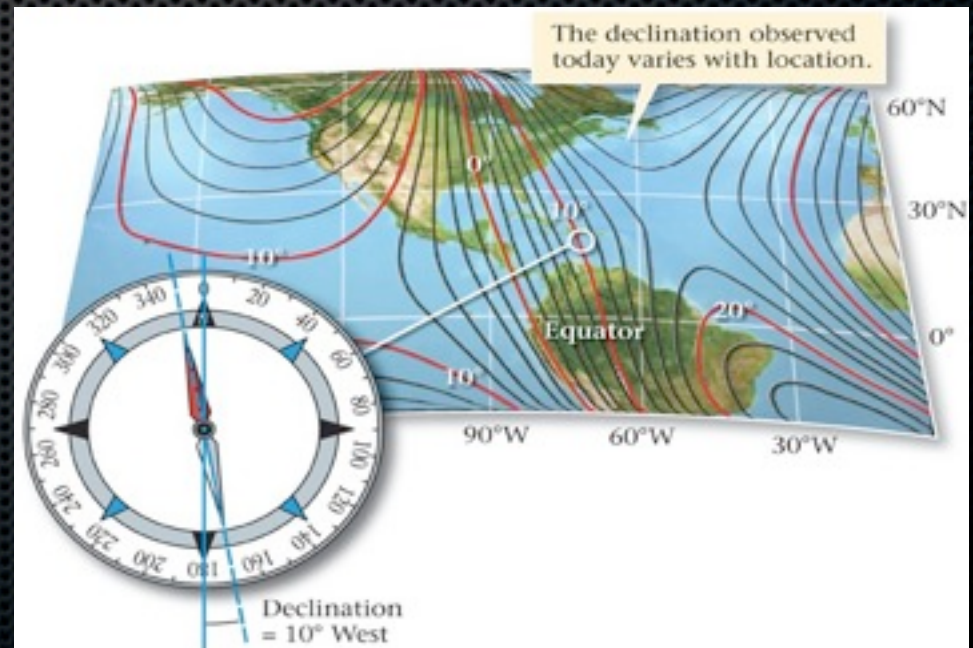 The declination observed
today varies with location.
60°N
0°
30°N
10°
10°
20°
Equator
0°
10°
90°W
60°W
30°W
0
20
40
60
80
100
120
140
160
180
200
220
240
260
280
300
320
340
Declination
= 10° West